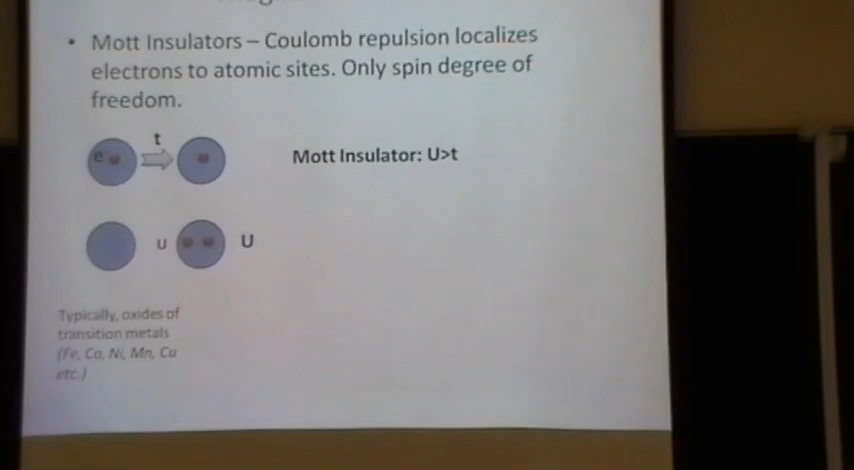 • Mott Insulators – Coulomb repulsion localizes
electrons to atomic sites. Only spin degree of
freedom.
t
e
Mott Insulator: U>t
U
U
Typically, oxides of
transition metals
(Fe, Co, Ni, Mn, Cu
etc.)